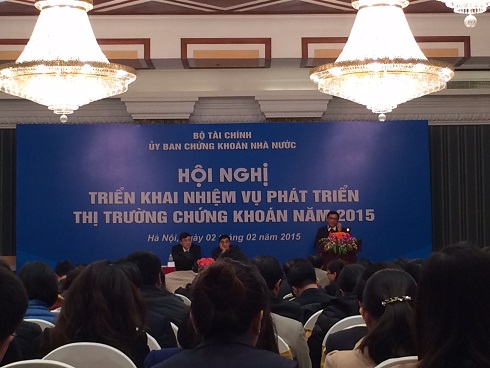 BỘ TÀI CHÍNH
ỦY BAN CHỨNG KHOÁN NHÀ NƯỚC
HỘI NGHỊ
TRIỂN KHAI NHIỆM VỤ PHÁT TRIỂN
THỊ TRƯỜNG CHỨNG KHOÁN NĂM 2015
Hà Nội, ngày 02 tháng 02 năm 2015